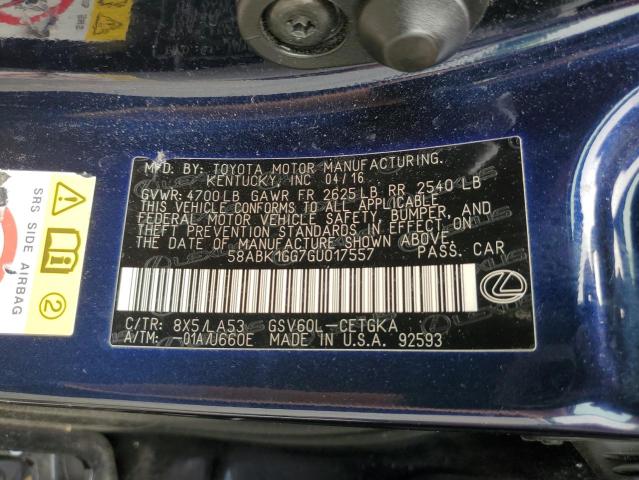 MFD. BY: TOYOTA MOTOR MANUFACTURING.
KENTUCKY, INC 04/16
GVWR: 4700LB GAWR FR 2625LB RR 2540 LB
THIS VEHICLE CONFORMS TO ALL APPLICABLE
FEDERAL MOTOR VEHICLE SAFETY, BUMPER, AND
THEFT PREVENTION STANDARDS IN EFFECT ON
THE DATE OF MANUFACTURE SHOWN ABOVE.
58ABK1GG7GU017557 PASS. CAR
C/TR: 8X5/LA53 GSV60L-CETGKA
A/TM: -01A/U660E MADE IN U.S.A. 92593
SRS SIDE AIRBAG
2